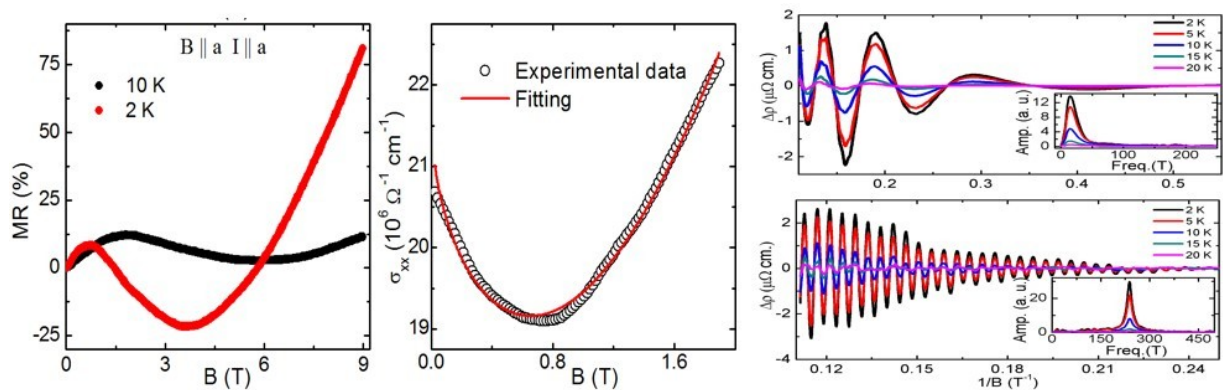 B || a I || a
10 K
2 K
MR (%)
75
50
25
0
-25
0
3
6
9
B (T)
Experimental data
Fitting
σxx (10⁶ Ω⁻¹ cm⁻¹)
22
21
20
19
0.0
0.8
1.6
B (T)
2 K
5 K
10 K
15 K
20 K
Δρ (μΩ cm.)
2
1
0
-1
-2
0.2
0.3
0.4
0.5
Amp. (a. u.)
12
8
4
0
0
100
200
Freq.(T)
2 K
5 K
10 K
15 K
20 K
Δρ (μΩ cm.)
4
2
0
-2
-4
0.12
0.15
0.18
0.21
0.24
1/B (T⁻¹)
Amp. (a. u.)
20
0
0
150
300
450
Freq.(T)